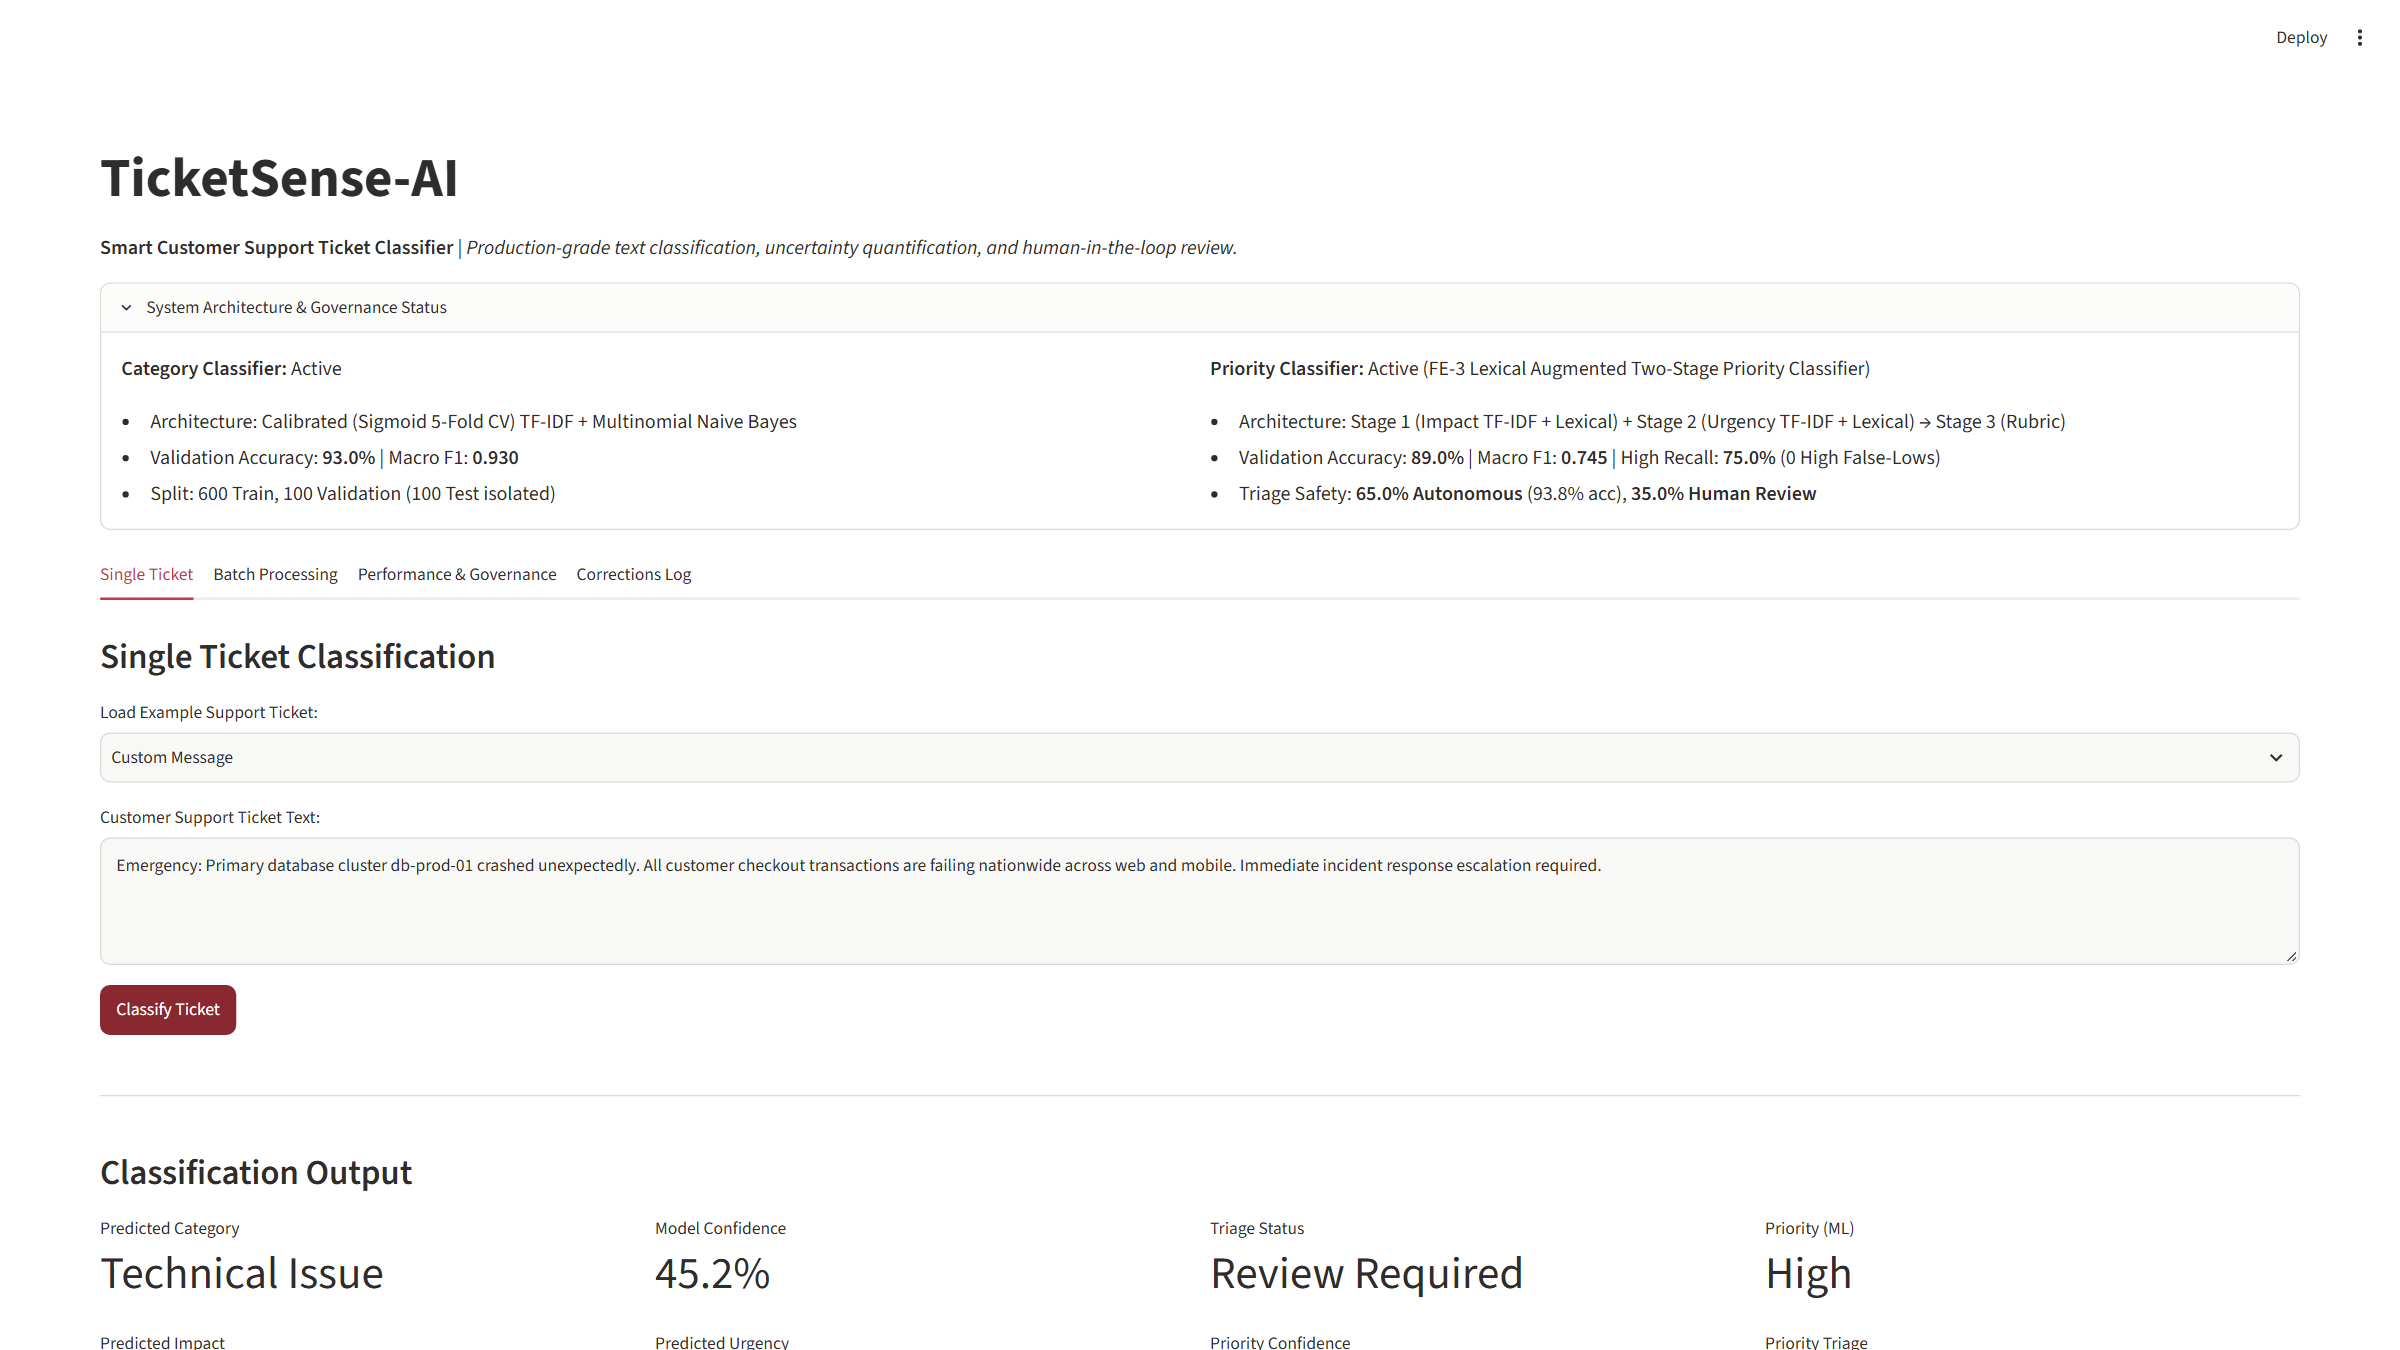 Deploy
TicketSense-AI
Smart Customer Support Ticket Classifier | Production-grade text classification, uncertainty quantification, and human-in-the-loop review.
System Architecture & Governance Status
Category Classifier: Active
• Architecture: Calibrated (Sigmoid 5-Fold CV) TF-IDF + Multinomial Naive Bayes
• Validation Accuracy: 93.0% | Macro F1: 0.930
• Split: 600 Train, 100 Validation (100 Test isolated)
Priority Classifier: Active (FE-3 Lexical Augmented Two-Stage Priority Classifier)
• Architecture: Stage 1 (Impact TF-IDF + Lexical) + Stage 2 (Urgency TF-IDF + Lexical) → Stage 3 (Rubric)
• Validation Accuracy: 89.0% | Macro F1: 0.745 | High Recall: 75.0% (0 High False-Lows)
• Triage Safety: 65.0% Autonomous (93.8% acc), 35.0% Human Review
Single Ticket Batch Processing Performance & Governance Corrections Log
Single Ticket Classification
Load Example Support Ticket:
Custom Message
Customer Support Ticket Text:
Emergency: Primary database cluster db-prod-01 crashed unexpectedly. All customer checkout transactions are failing nationwide across web and mobile. Immediate incident response escalation required.
Classify Ticket
Classification Output
Predicted Category
Technical Issue
Model Confidence
45.2%
Triage Status
Review Required
Priority (ML)
High
Predicted Impact
Predicted Urgency
Priority Confidence
Priority Triage